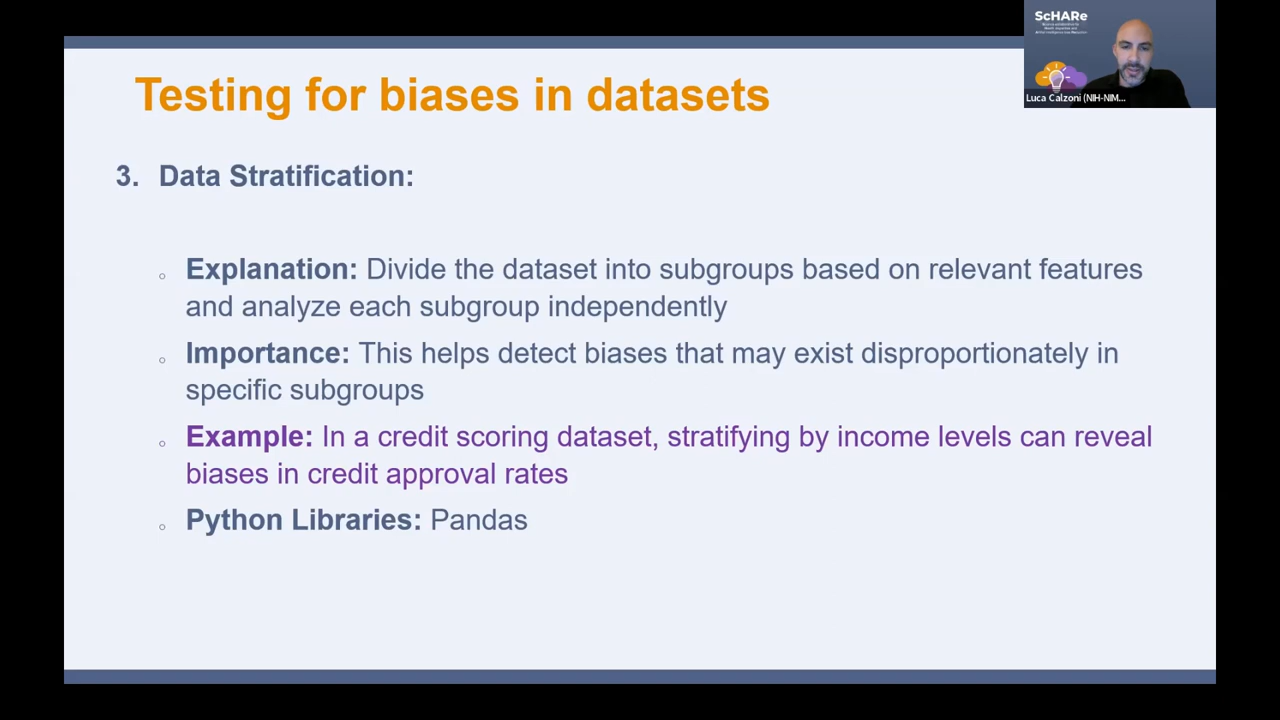 ScHARe
Luca Calzoni (NIH-NIM...
Testing for biases in datasets
3. Data Stratification:
Explanation: Divide the dataset into subgroups based on relevant features
and analyze each subgroup independently
Importance: This helps detect biases that may exist disproportionately in
specific subgroups
Example: In a credit scoring dataset, stratifying by income levels can reveal
biases in credit approval rates
Python Libraries: Pandas